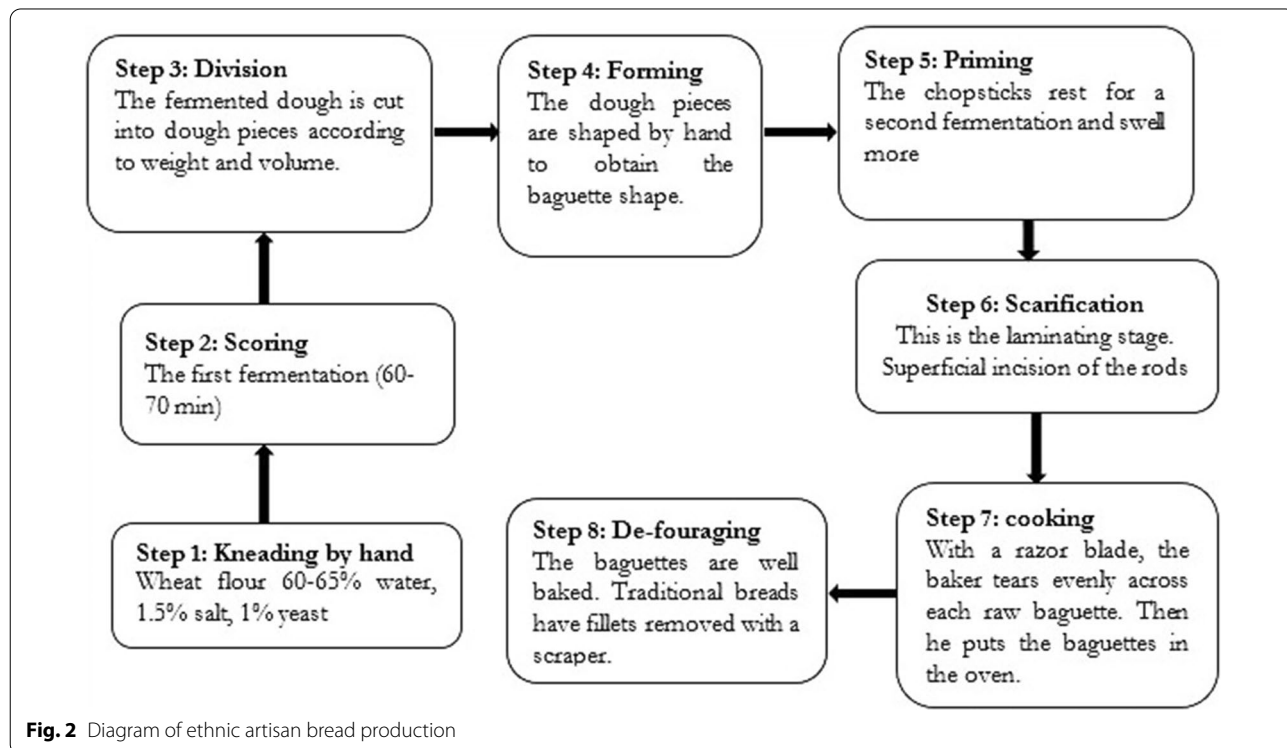 Step 1: Kneading by hand
Wheat flour 60-65% water,
1.5% salt, 1% yeast
Step 2: Scoring
The first fermentation (60-
70 min)
Step 3: Division
The fermented dough is cut
into dough pieces according
to weight and volume.
Step 4: Forming
The dough pieces
are shaped by hand
to obtain the
baguette shape.
Step 5: Priming
The chopsticks rest for a
second fermentation and swell
more
Step 6: Scarification
This is the laminating stage.
Superficial incision of the rods
Step 7: cooking
With a razor blade, the
baker tears evenly across
each raw baguette. Then
he puts the baguettes in
the oven.
Step 8: De-fouraging
The baguettes are well
baked. Traditional breads
have fillets removed with a
scraper.
Fig. 2 Diagram of ethnic artisan bread production